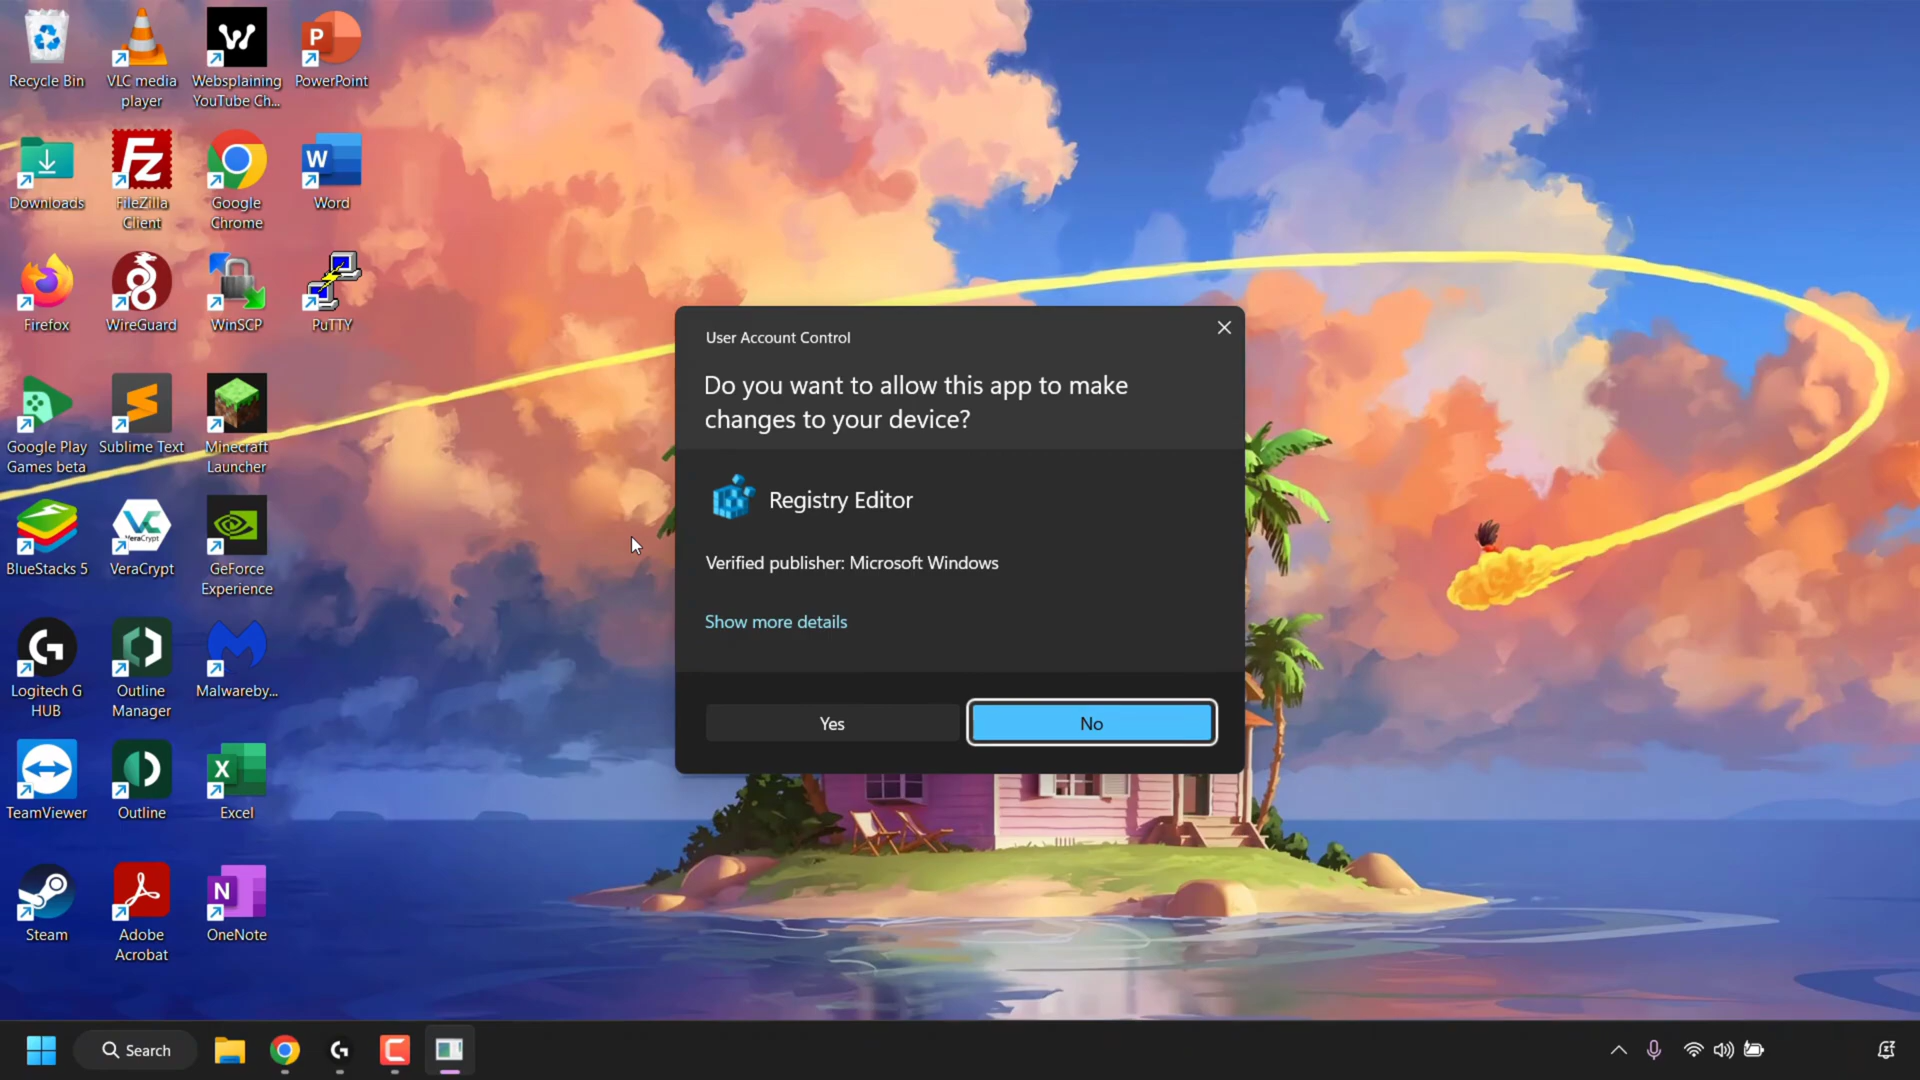 Recycle Bin
VLC media
player
Websplaining
YouTube Ch...
PowerPoint
Downloads
FileZilla
Client
Google
Chrome
Word
Firefox
WireGuard
WinSCP
PuTTY
Google Play
Games beta
Sublime Text
Minecraft
Launcher
BlueStacks 5
VeraCrypt
GeForce
Experience
Logitech G
HUB
Outline
Manager
Malwareby...
TeamViewer
Outline
Excel
Steam
Adobe
Acrobat
OneNote
User Account Control
Do you want to allow this app to make
changes to your device?
Registry Editor
Verified publisher: Microsoft Windows
Show more details
Yes
No
Search